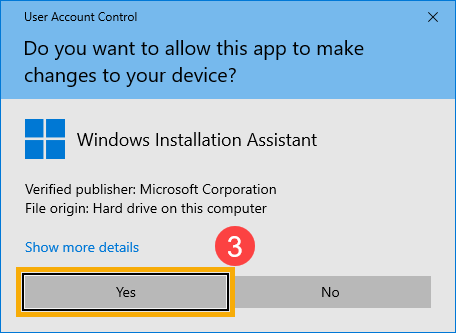 User Account Control
Do you want to allow this app to make
changes to your device?
Windows Installation Assistant
Verified publisher: Microsoft Corporation
File origin: Hard drive on this computer
Show more details
3
Yes No